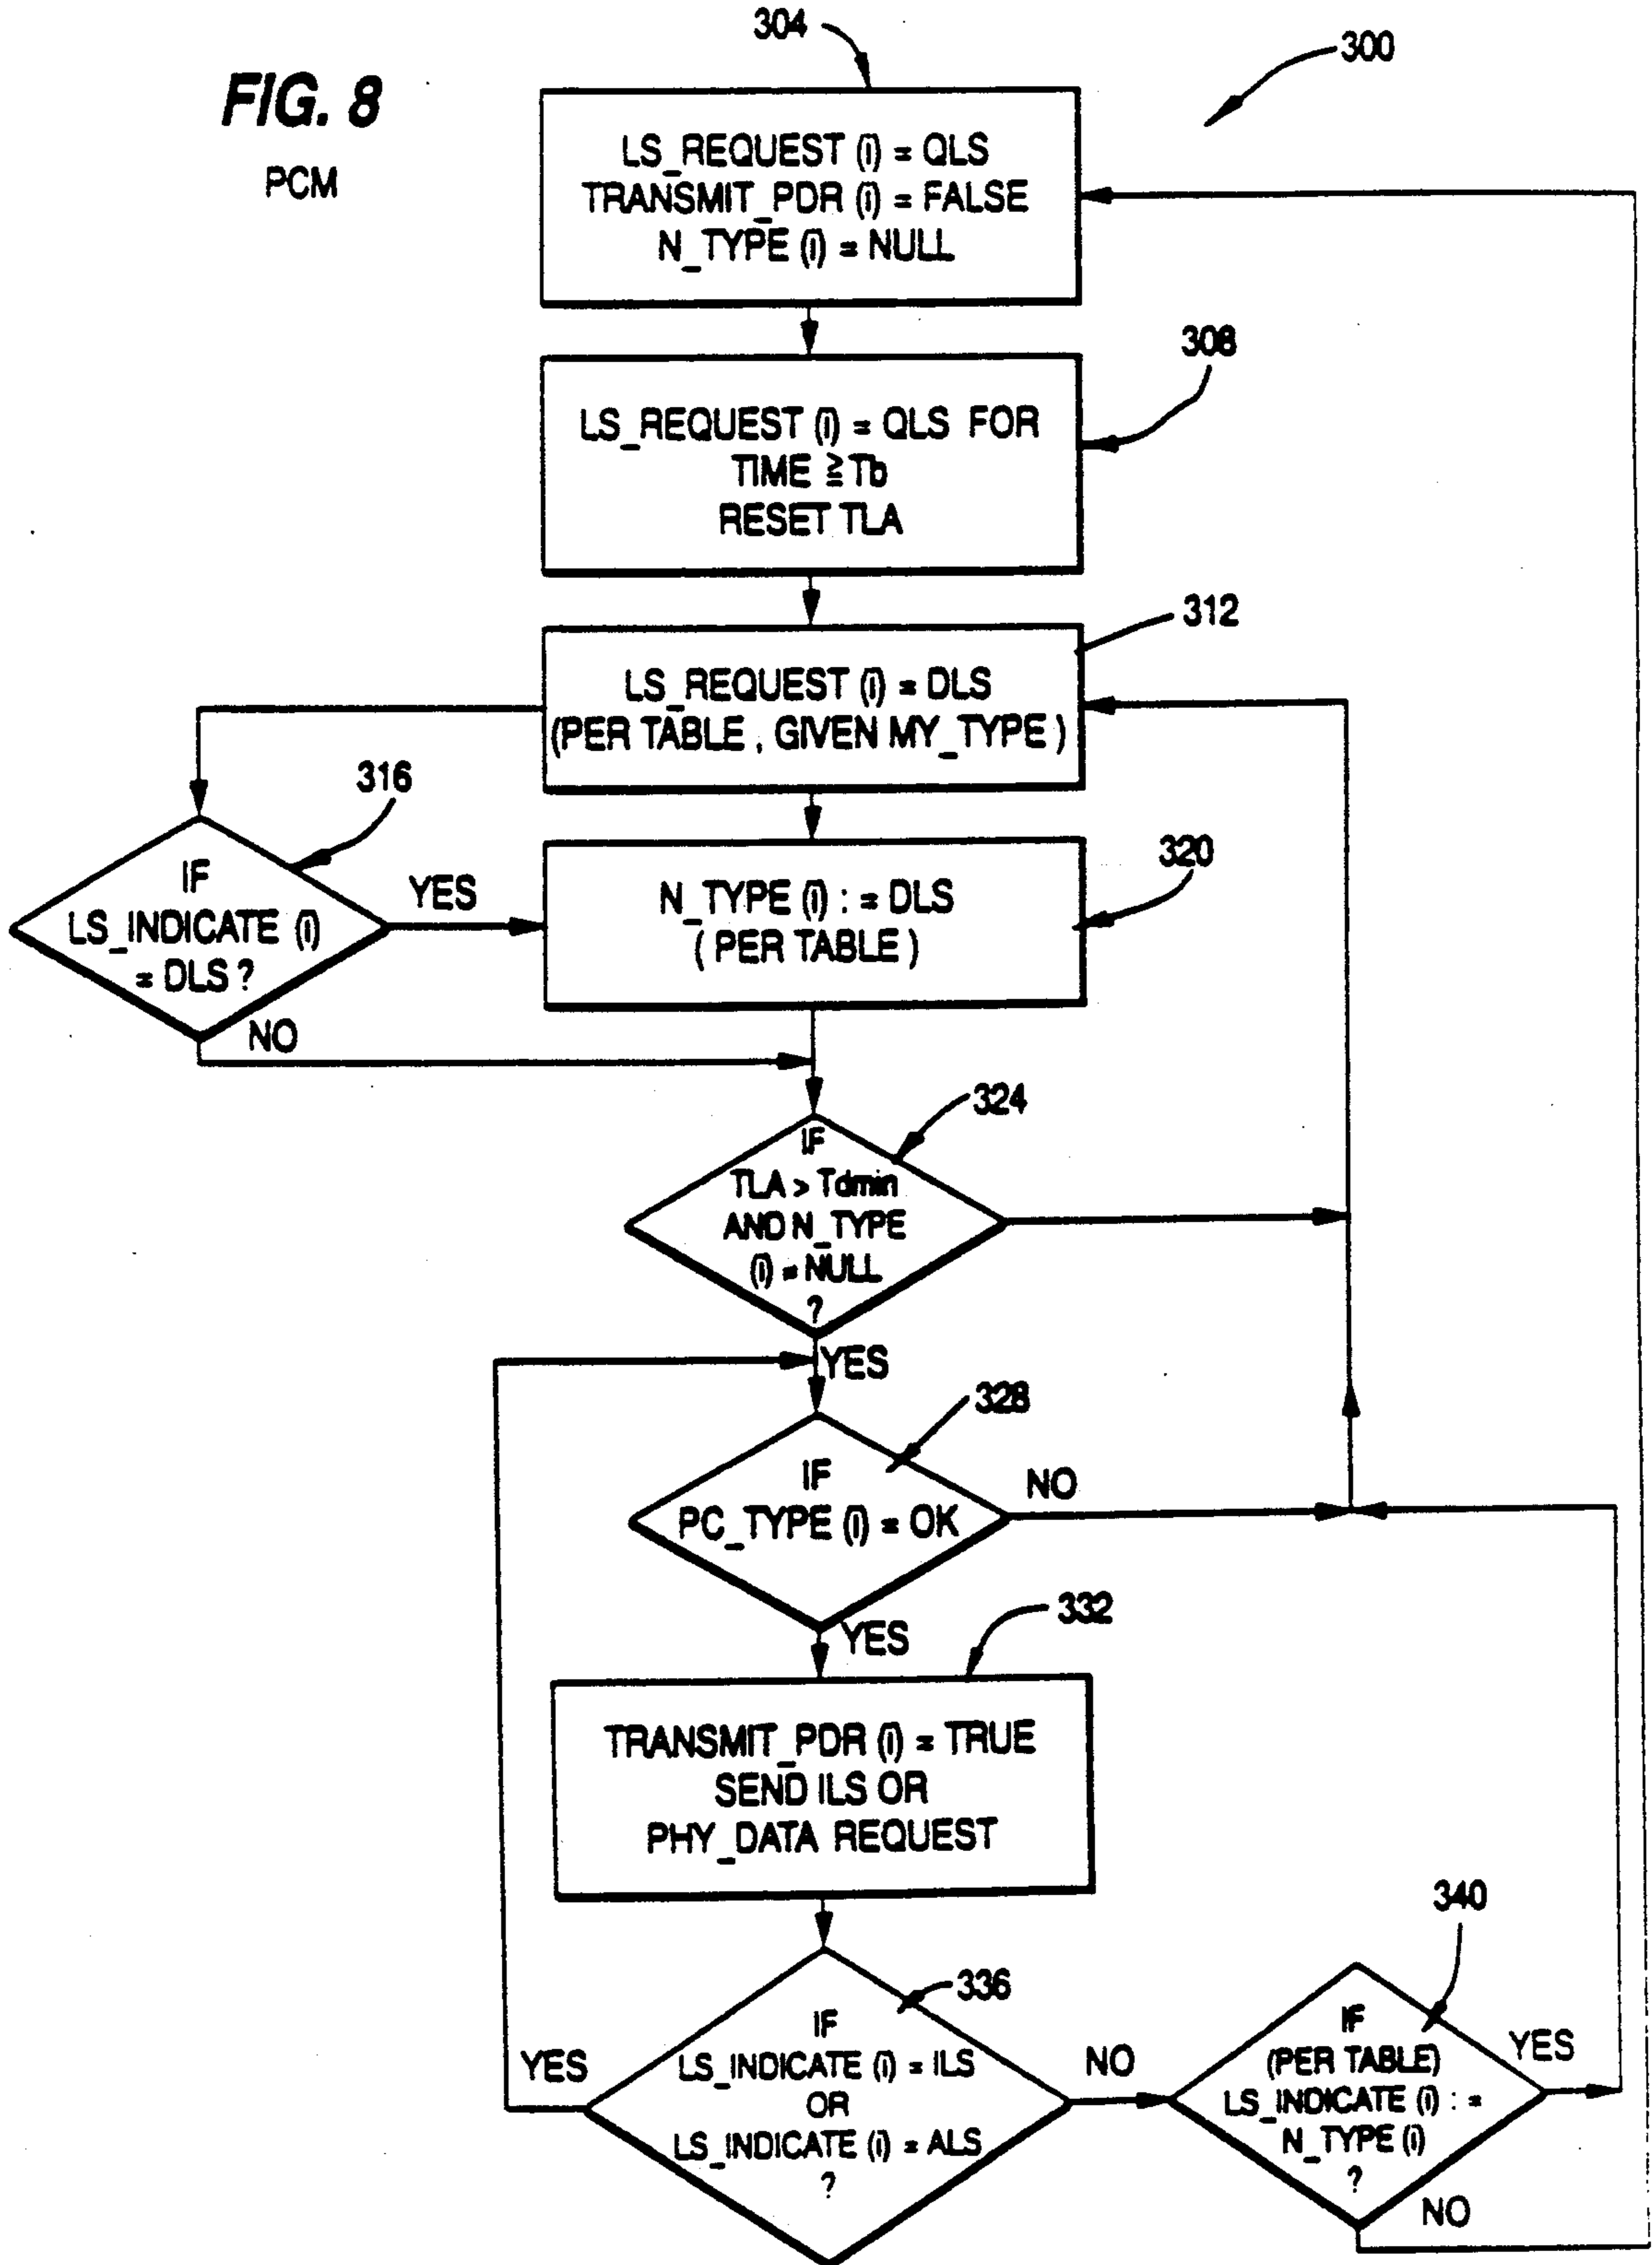 304
300
FIG. 8
PCM
LS_REQUEST (i) = QLS
TRANSMIT_PDR (i) = FALSE
N_TYPE (i) = NULL
308
LS_REQUEST (i) = QLS FOR
TIME ≧ Tb
RESET TLA
312
LS_REQUEST (i) = DLS
(PER TABLE , GIVEN MY_TYPE )
316
IF
LS_INDICATE (i)
= DLS ?
YES
NO
320
N_TYPE (i) : = DLS
( PER TABLE )
324
IF
TLA > Tdmin
AND N_TYPE
(i) = NULL
?
YES
328
IF
PC_TYPE (i) = OK
NO
YES
332
TRANSMIT_PDR (i) = TRUE
SEND ILS OR
PHY_DATA REQUEST
336
IF
LS_INDICATE (i) = ILS
OR
LS_INDICATE (i) = ALS
?
YES
NO
340
IF
(PER TABLE)
LS_INDICATE (i) : =
N_TYPE (i)
?
YES
NO